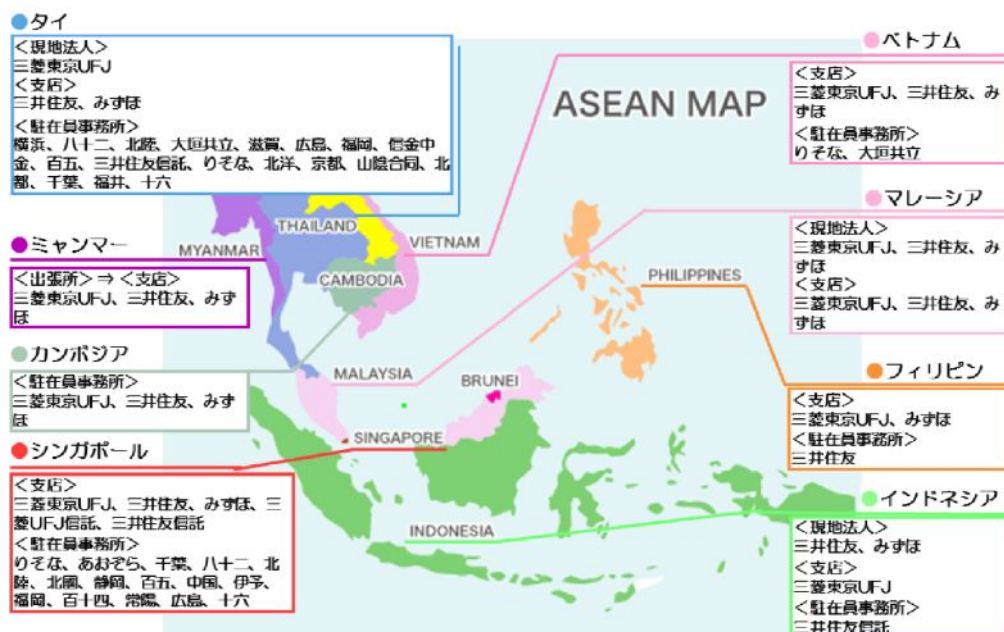 ●タイ
＜現地法人＞
三菱東京UFJ
＜支店＞
三井住友、みずほ
＜駐在員事務所＞
横浜、八十二、北陸、大垣共立、滋賀、広島、福岡、信金中
金、百五、三井住友信託、りそな、北洋、京都、山陰合同、北
都、千葉、福井、十六
●ベトナム
＜支店＞
三菱東京UFJ、三井住友、み
ずほ
＜駐在員事務所＞
りそな、大垣共立
ASEAN MAP
●マレーシア
＜現地法人＞
三菱東京UFJ、三井住友、み
ずほ
＜支店＞
三菱東京UFJ、三井住友、み
ずほ
THAILAND
MYANMAR
VIETNAM
CAMBODIA
PHILIPPINES
●ミャンマー
＜出張所＞⇒＜支店＞
三菱東京UFJ、三井住友、みず
ほ
●カンボジア
＜駐在員事務所＞
三菱東京UFJ、三井住友、みず
ほ
MALAYSIA
BRUNEI
SINGAPORE
INDONESIA
●フィリピン
＜支店＞
三菱東京UFJ、みずほ
＜駐在員事務所＞
三井住友
●シンガポール
＜支店＞
三菱東京UFJ、三井住友、みずほ、三
菱UFJ信託、三井住友信託
＜駐在員事務所＞
りそな、あおぞら、千葉、八十二、北
陸、北國、静岡、百五、中国、伊予、
福岡、百十四、常陽、広島、十六
●インドネシア
＜現地法人＞
三井住友、みずほ
＜支店＞
三菱東京UFJ
＜駐在員事務所＞
三井住友信託